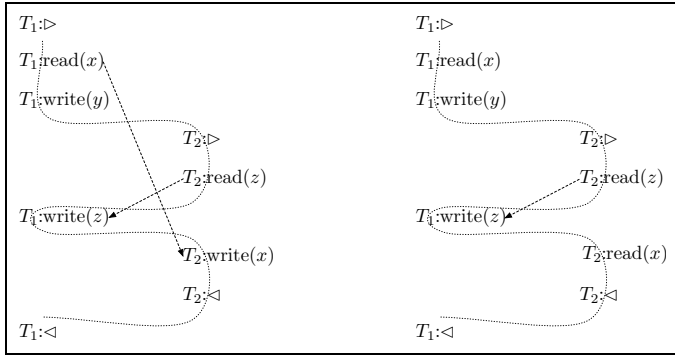 T₁:▷
T₁:read(x)
T₁:write(y)
T₂:▷
T₂:read(z)
T₁:write(z)
T₂:write(x)
T₂:◁
T₁:◁
T₁:▷
T₁:read(x)
T₁:write(y)
T₂:▷
T₂:read(z)
T₁:write(z)
T₂:read(x)
T₂:◁
T₁:◁